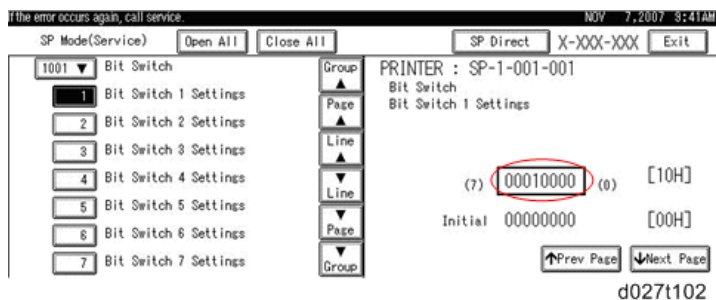 If the error occurs again, call service. NOV 7,2007 9:41AM
SP Mode(Service) Open All Close All SP Direct X-XXX-XXX Exit
1001 ▼ Bit Switch
1 Bit Switch 1 Settings
2 Bit Switch 2 Settings
3 Bit Switch 3 Settings
4 Bit Switch 4 Settings
5 Bit Switch 5 Settings
6 Bit Switch 6 Settings
7 Bit Switch 7 Settings
Group
▲
Page
▲
Line
▲
▼
Line
▼
Page
▼
Group
PRINTER : SP-1-001-001
Bit Switch
Bit Switch 1 Settings
(7) 00010000 (0) [10H]
Initial 00000000 [00H]
↑Prev Page ↓Next Page
d027t102